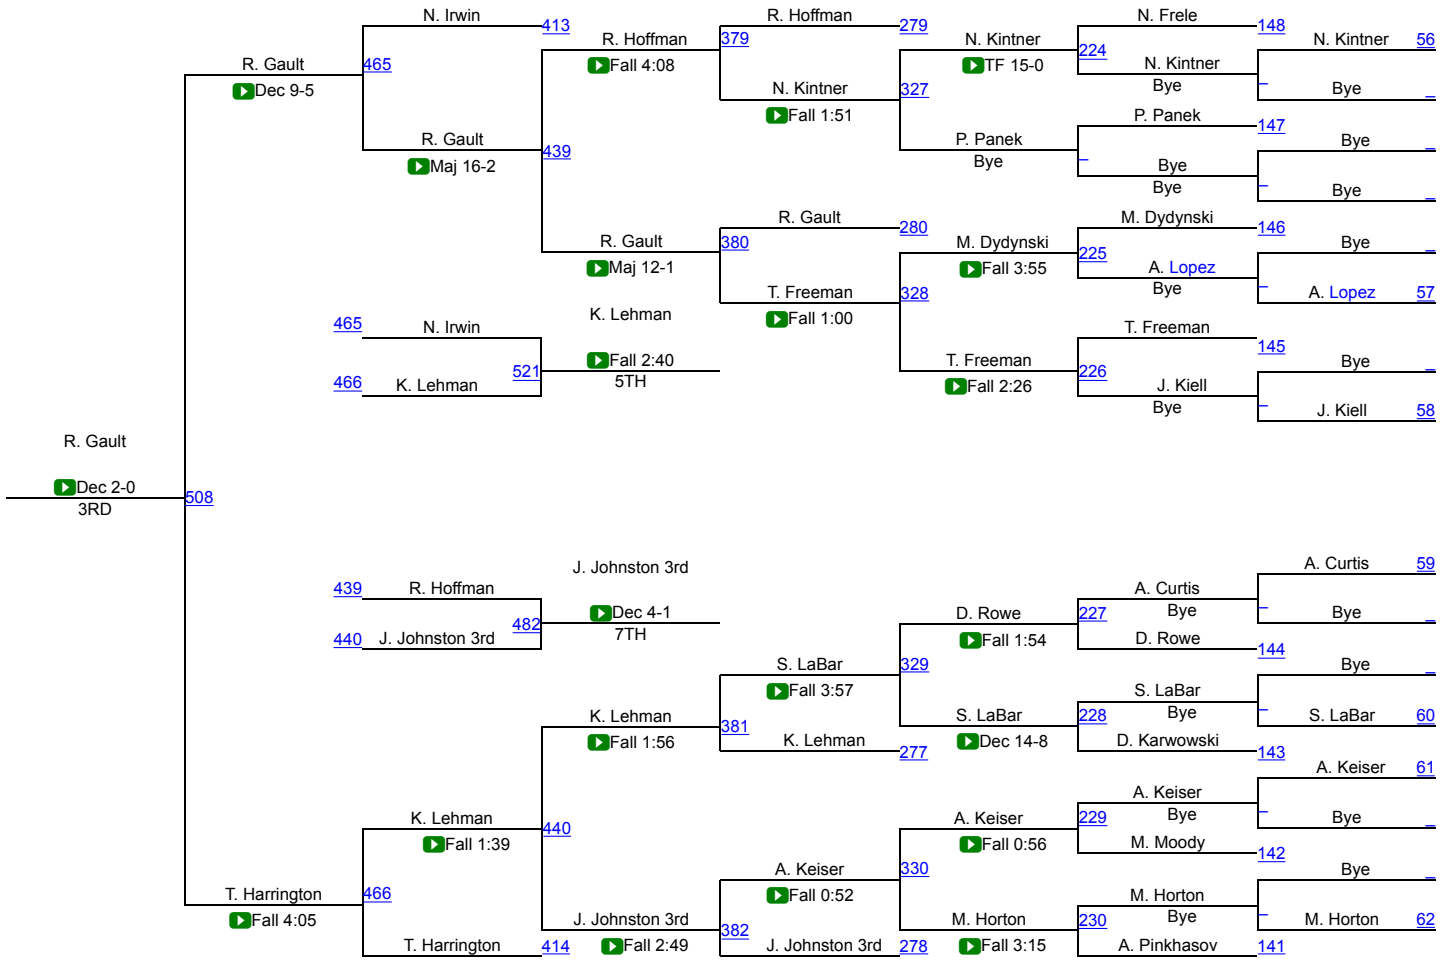 N. Irwin
413
R. Hoffman
279
N. Frele
148
R. Hoffman
Fall 4:08
379
N. Kintner
TF 15-0
224
N. Kintner
56
R. Gault
Dec 9-5
465
N. Kintner
Bye
–
Bye
–
N. Kintner
Fall 1:51
327
P. Panek
147
R. Gault
Maj 16-2
439
P. Panek
Bye
–
Bye
–
Bye
Bye
–
Bye
–
R. Gault
280
M. Dydynski
146
R. Gault
Maj 12-1
380
M. Dydynski
Fall 3:55
225
Bye
–
A. Lopez
Bye
–
A. Lopez
57
T. Freeman
Fall 1:00
328
465
N. Irwin
K. Lehman
T. Freeman
145
521
Fall 2:40
5TH
T. Freeman
Fall 2:26
226
Bye
–
466
K. Lehman
J. Kiell
Bye
–
J. Kiell
58
R. Gault
Dec 2-0
3RD
508
J. Johnston 3rd
A. Curtis
59
439
R. Hoffman
A. Curtis
Bye
–
482
Dec 4-1
7TH
D. Rowe
Fall 1:54
227
Bye
–
440
J. Johnston 3rd
D. Rowe
144
S. LaBar
Fall 3:57
329
Bye
–
S. LaBar
Bye
–
K. Lehman
Fall 1:56
381
S. LaBar
Dec 14-8
228
S. LaBar
60
K. Lehman
277
D. Karwowski
143
A. Keiser
61
A. Keiser
Bye
–
K. Lehman
Fall 1:39
440
A. Keiser
Fall 0:56
229
Bye
–
M. Moody
142
A. Keiser
Fall 0:52
330
Bye
–
T. Harrington
Fall 4:05
466
M. Horton
Bye
–
J. Johnston 3rd
Fall 2:49
382
M. Horton
Fall 3:15
230
M. Horton
62
T. Harrington
414
J. Johnston 3rd
278
A. Pinkhasov
141